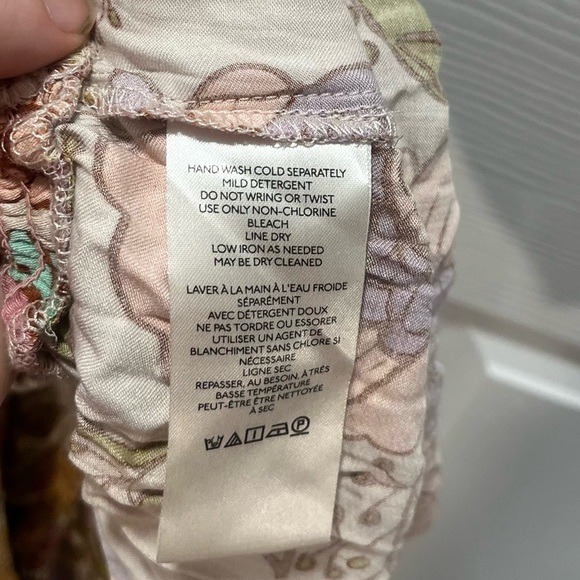 HAND WASH COLD SEPARATELY
MILD DETERGENT
DO NOT WRING OR TWIST
USE ONLY NON-CHLORINE
BLEACH
LINE DRY
LOW IRON AS NEEDED
MAY BE DRY CLEANED
LAVER À LA MAIN À L'EAU FROIDE
SÉPARÉMENT
AVEC DÉTERGENT DOUX
NE PAS TORDRE OU ESSORER
UTILISER UN AGENT DE
BLANCHIMENT SANS CHLORE SI
NÉCESSAIRE
LIGNE SEC
REPASSER, AU BESOIN, À TRÈS
BASSE TEMPÉRATURE
PEUT-ÊTRE ÊTRE NETTOYÉE
À SEC
P